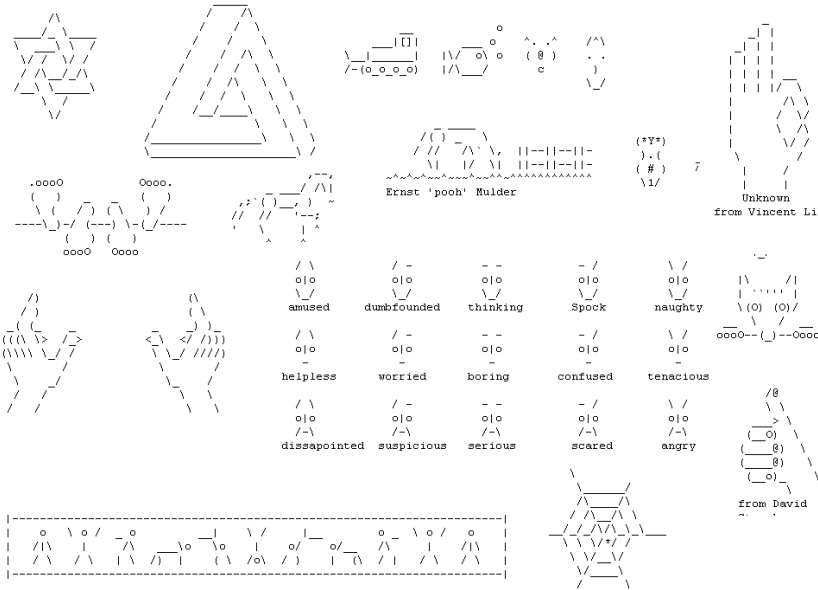 Ernst 'pooh' Mulder
Unknown
from Vincent Li
amused dumbfounded thinking Spock naughty
helpless worried boring confused tenacious
dissapointed suspicious serious scared angry
from David